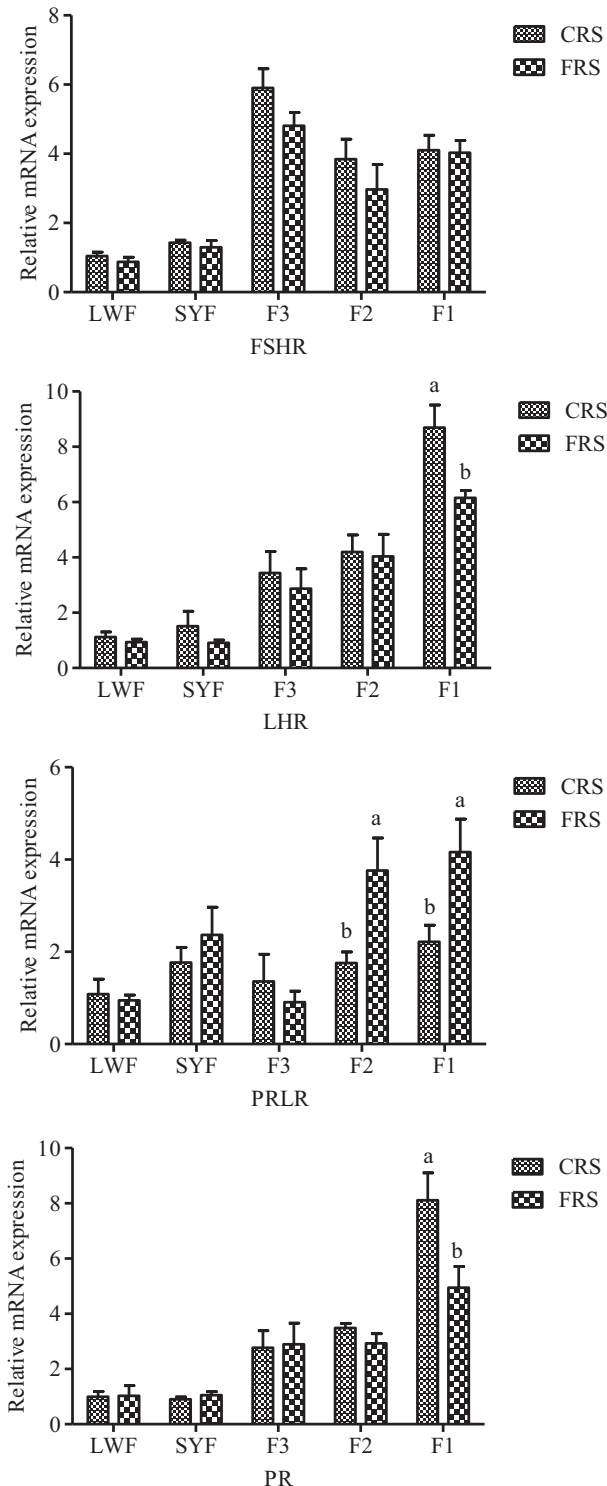 Relative mRNA expression
8
6
4
2
0
LWF SYF F3 F2 F1
FSHR
CRS
FRS
Relative mRNA expression
10
8
6
4
2
0
a
b
LWF SYF F3 F2 F1
LHR
CRS
FRS
Relative mRNA expression
6
4
2
0
b a b a
LWF SYF F3 F2 F1
PRLR
CRS
FRS
Relative mRNA expression
10
8
6
4
2
0
a
b
LWF SYF F3 F2 F1
PR
CRS
FRS